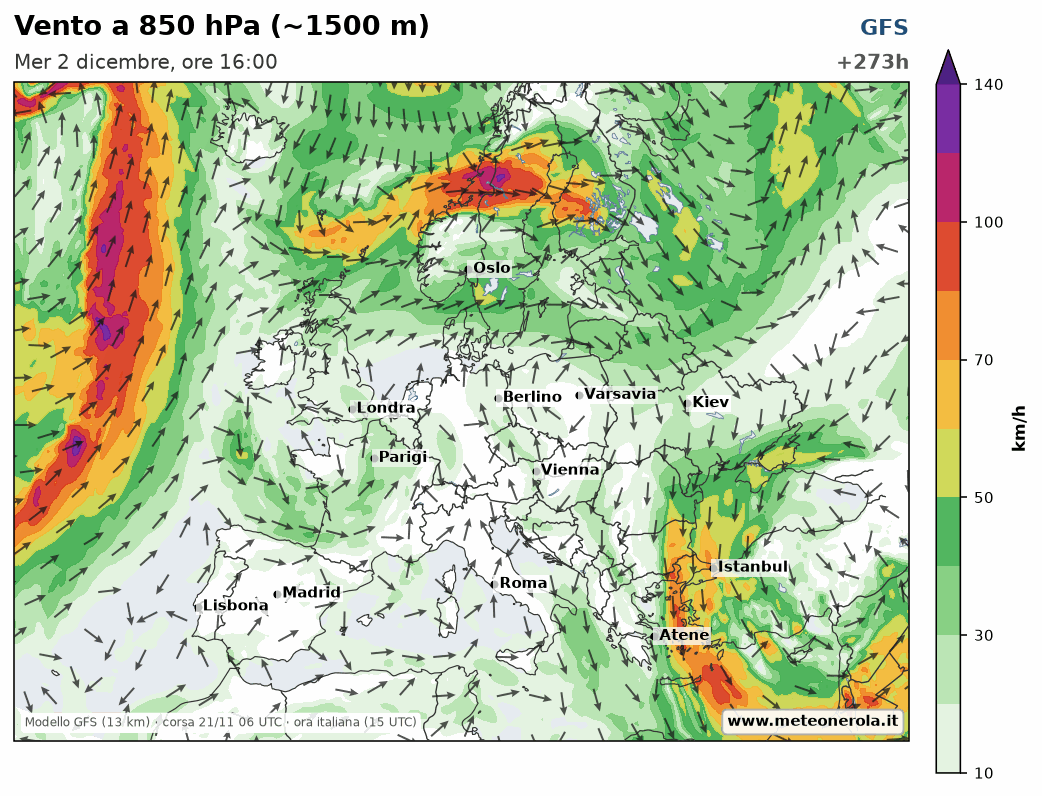 Vento a 850 hPa (~1500 m)
GFS
Mer 2 dicembre, ore 16:00
+273h
140
100
70
50
30
10
km/h
Oslo
Berlino
Varsavia
Kiev
Londra
Parigi
Vienna
Istanbul
Roma
Madrid
Lisbona
Atene
Modello GFS (13 km) · corsa 21/11 06 UTC · ora italiana (15 UTC)
www.meteonerola.it